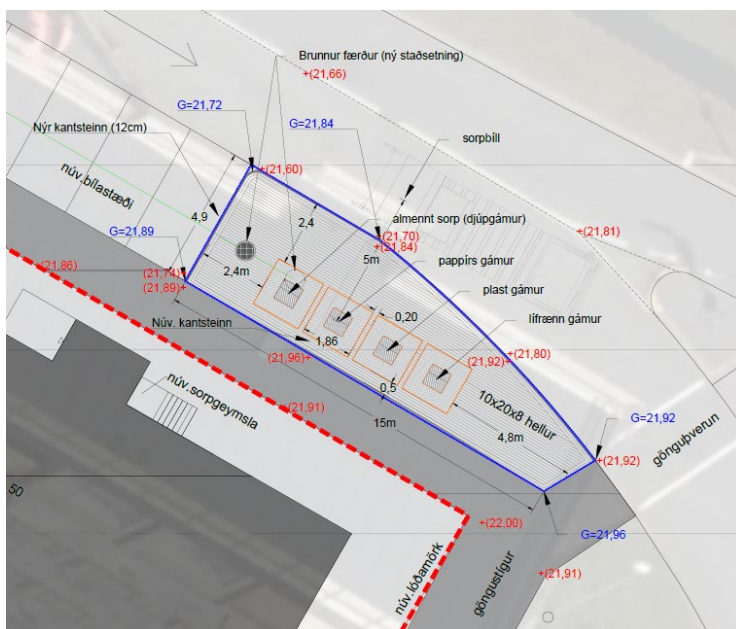 Brunnur færður (ný staðsetning)
+(21,66)
G=21,72
G=21,84
Nýr kantsteinn (12cm)
sorpbíll
+(21,60)
núv.bílastæði
4,9
2,4
almennt sorp (djúpgámur)
+(21,70)
+(21,84)
+(21,81)
G=21,89
5m
pappírs gámur
(21,86)
(21,74)
(21,89)+
2,4m
plast gámur
0,20
lífrænn gámur
Núv. kantsteinn
1,86
(21,96)+
(21,92)+
+(21,80)
núv.sorpgeymsla
0,5
10x20x8 hellur
+(21,91)
15m
G=21,92
4,8m
gönguþverun
+(21,92)
50
+(22,00)
G=21,96
núv.lóðamörk
göngustígur
+(21,91)